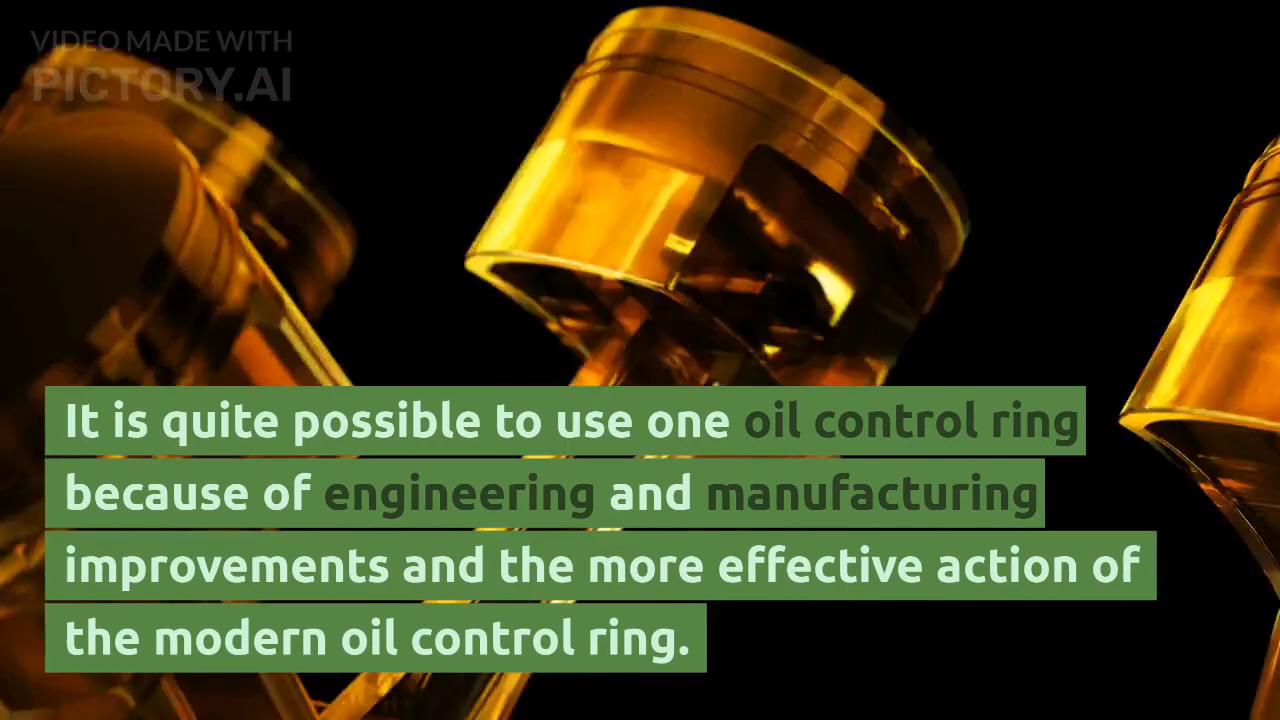 VIDEO MADE WITH
PICTORY.AI
It is quite possible to use one oil control ring
because of engineering and manufacturing
improvements and the more effective action of
the modern oil control ring.